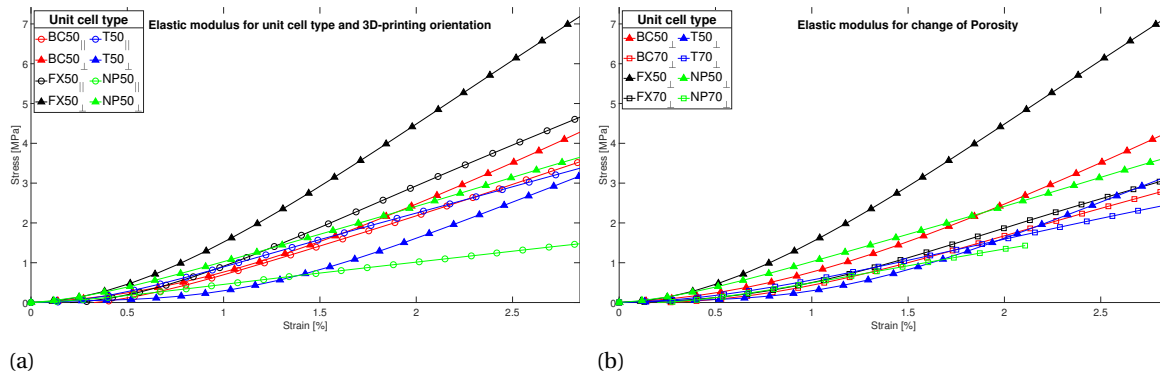 Elastic modulus for unit cell type and 3D-printing orientation
Unit cell type
BC50|| T50||
BC50⊥ T50⊥
FX50|| NP50||
FX50⊥ NP50⊥
7
6
5
4
3
2
1
0
Stress [MPa]
0 0.5 1 1.5 2 2.5
Strain [%]
(a)
Elastic modulus for change of Porosity
Unit cell type
BC50⊥ T50⊥
BC70⊥ T70⊥
FX50⊥ NP50⊥
FX70⊥ NP70⊥
7
6
5
4
3
2
1
0
Stress [MPa]
0 0.5 1 1.5 2 2.5
Strain [%]
(b)